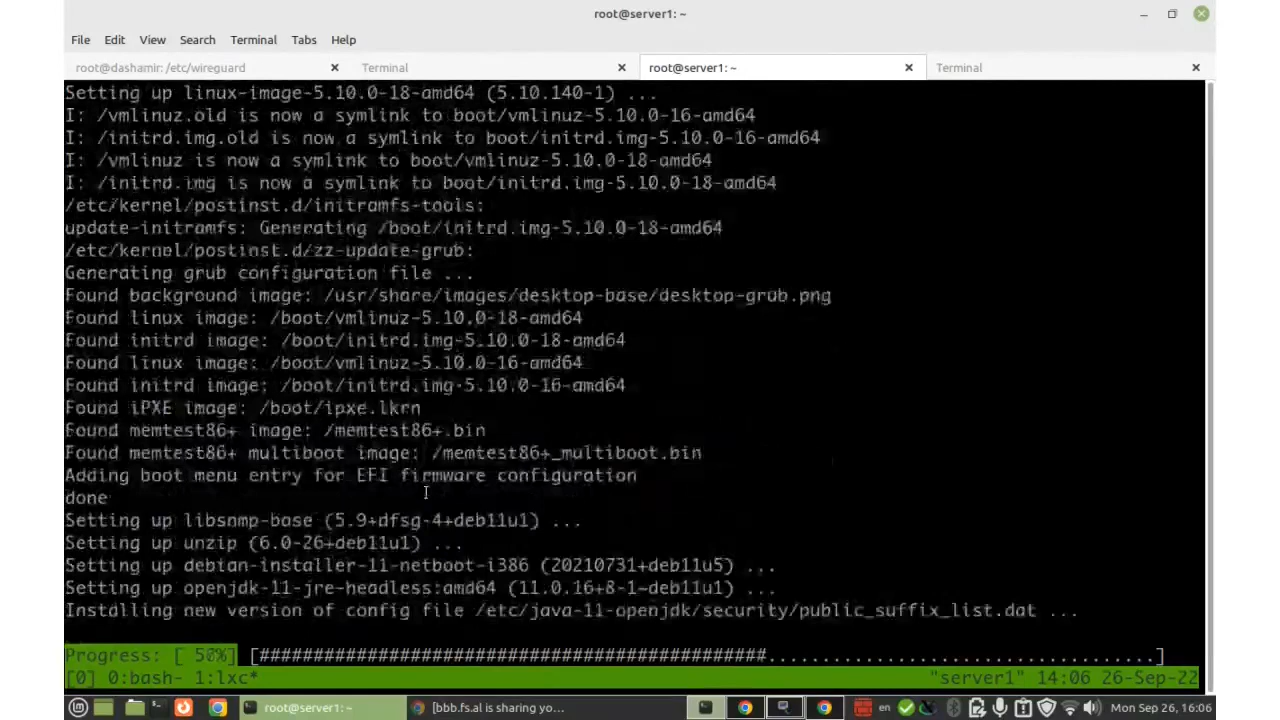 root@server1: ~
File Edit View Search Terminal Tabs Help
root@dashamir: /etc/wireguard Terminal root@server1: ~ Terminal
Setting up linux-image-5.10.0-18-amd64 (5.10.140-1) ...
I: /vmlinuz.old is now a symlink to boot/vmlinuz-5.10.0-16-amd64
I: /initrd.img.old is now a symlink to boot/initrd.img-5.10.0-16-amd64
I: /vmlinuz is now a symlink to boot/vmlinuz-5.10.0-18-amd64
I: /initrd.img is now a symlink to boot/initrd.img-5.10.0-18-amd64
/etc/kernel/postinst.d/initramfs-tools:
update-initramfs: Generating /boot/initrd.img-5.10.0-18-amd64
/etc/kernel/postinst.d/zz-update-grub:
Generating grub configuration file ...
Found background image: /usr/share/images/desktop-base/desktop-grub.png
Found linux image: /boot/vmlinuz-5.10.0-18-amd64
Found initrd image: /boot/initrd.img-5.10.0-18-amd64
Found linux image: /boot/vmlinuz-5.10.0-16-amd64
Found initrd image: /boot/initrd.img-5.10.0-16-amd64
Found iPXE image: /boot/ipxe.lkrn
Found memtest86+ image: /memtest86+.bin
Found memtest86+ multiboot image: /memtest86+_multiboot.bin
Adding boot menu entry for EFI firmware configuration
done
Setting up libsnmp-base (5.9+dfsg-4+deb11u1) ...
Setting up unzip (6.0-26+deb11u1) ...
Setting up debian-installer-11-netboot-i386 (20210731+deb11u5) ...
Setting up openjdk-11-jre-headless:amd64 (11.0.16+8-1~deb11u1) ...
Installing new version of config file /etc/java-11-openjdk/security/public_suffix_list.dat ...
Progress: [ 56%] [###############################################....................................]
[0] 0:bash- 1:lxc* "server1" 14:06 26-Sep-22
root@server1: ~ [bbb.fs.al is sharing yo... en Mon Sep 26, 16:06